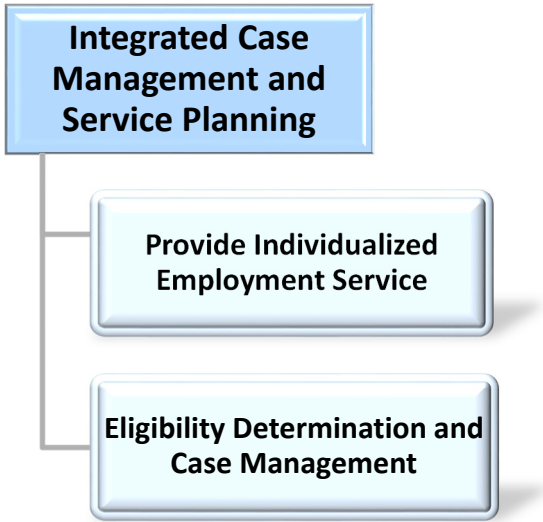 Integrated Case
Management and
Service Planning
Provide Individualized
Employment Service
Eligibility Determination and
Case Management